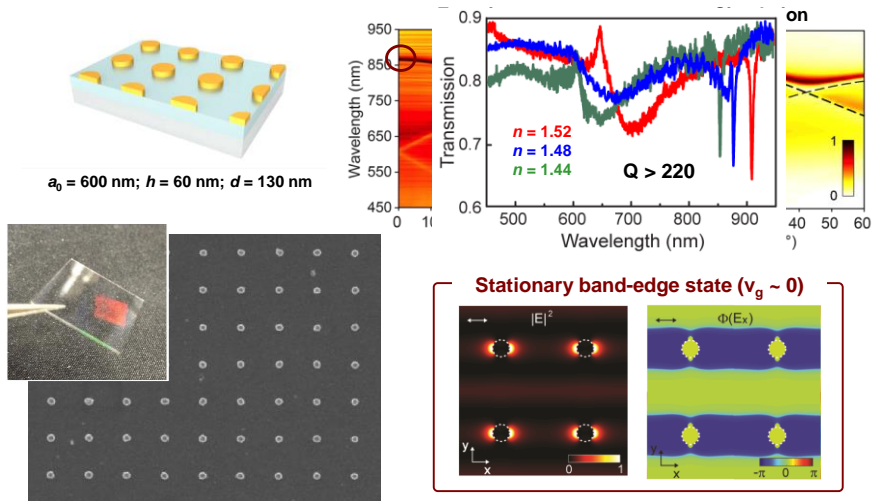 a0 = 600 nm; h = 60 nm; d = 130 nm
Wavelength (nm)
950
850
750
650
550
450
0
10
Transmission
0.9
0.8
0.7
0.6
n = 1.52
n = 1.48
n = 1.44
Q > 220
500
600
700
800
900
Wavelength (nm)
1
0
40
50
60
°)
Stationary band-edge state (vg ~ 0)
|E|2
y
x
0
1
Φ(Ex)
y
x
-π
π